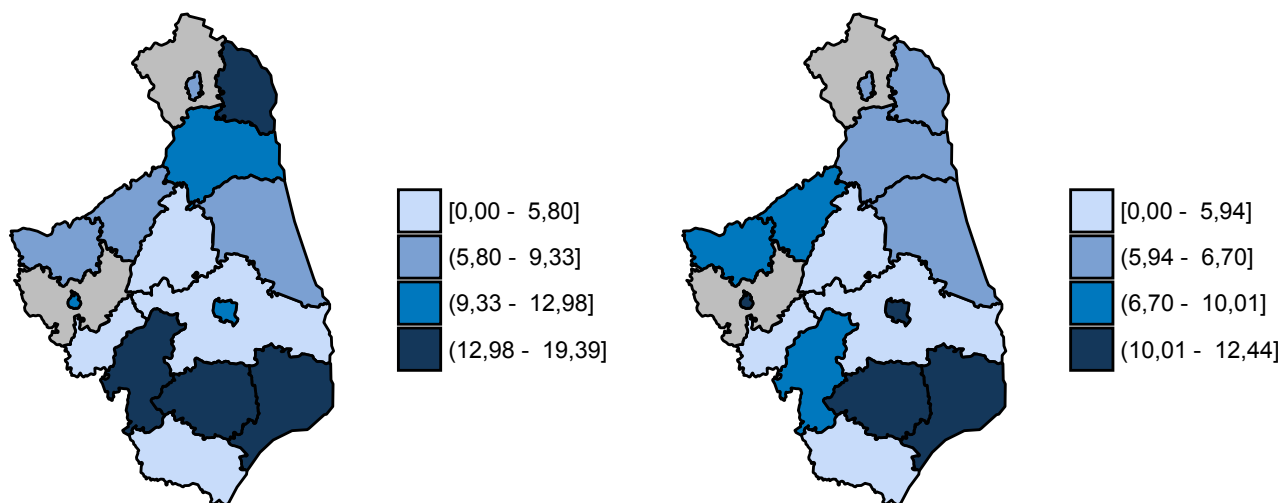 [0,00 - 5,80]
(5,80 - 9,33]
(9,33 - 12,98]
(12,98 - 19,39]
[0,00 - 5,94]
(5,94 - 6,70]
(6,70 - 10,01]
(10,01 - 12,44]